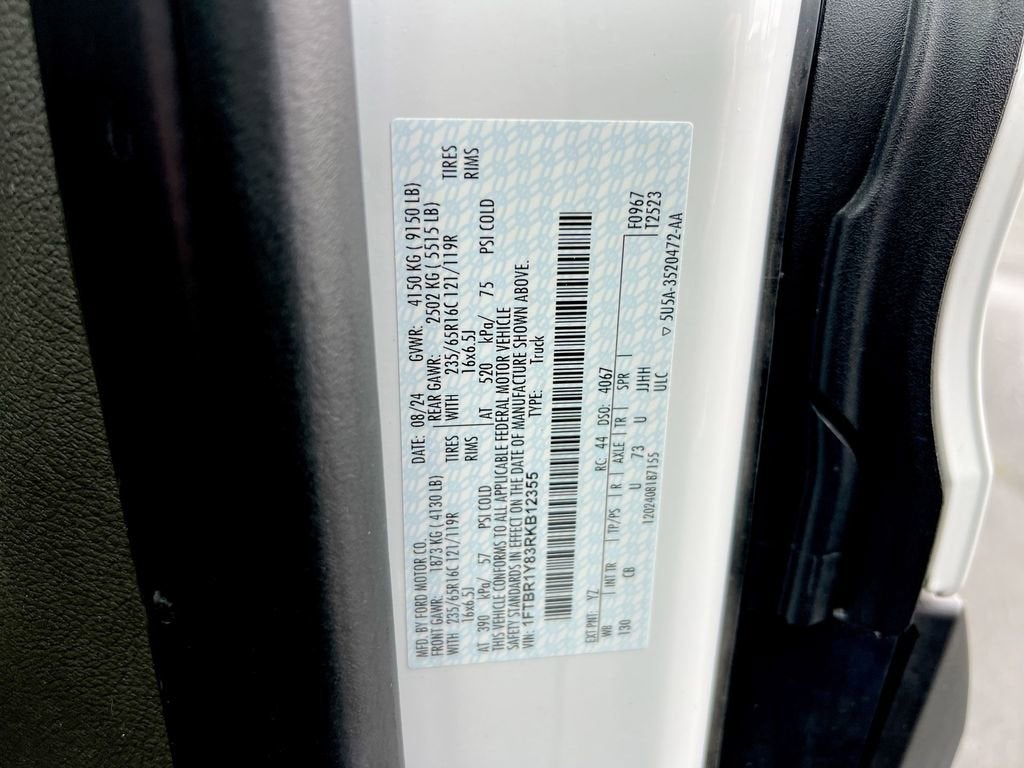 MFD. BY FORD MOTOR CO. DATE: 08/24 GVWR: 4150 KG ( 9150 LB)
FRONT GAWR: 1873 KG ( 4130 LB) REAR GAWR: 2502 KG ( 5515 LB)
WITH 235/65R16C 121/119R TIRES WITH 235/65R16C 121/119R TIRES
16x6.5J RIMS 16x6.5J RIMS
AT 390 kPa/ 57 PSI COLD AT 520 kPa/ 75 PSI COLD
THIS VEHICLE CONFORMS TO ALL APPLICABLE FEDERAL MOTOR VEHICLE
SAFETY STANDARDS IN EFFECT ON THE DATE OF MANUFACTURE SHOWN ABOVE.
VIN: 1FTBR1Y83RKB12355 TYPE: Truck
EXT PNT: YZ RC: 44 DSO: 4067 F0967
WB INT TR TP/PS R AXLE TR SPR T2523
130 CB U 73 U JJHH
1202408187155 ULC
▽ 5U5A-3520472-AA